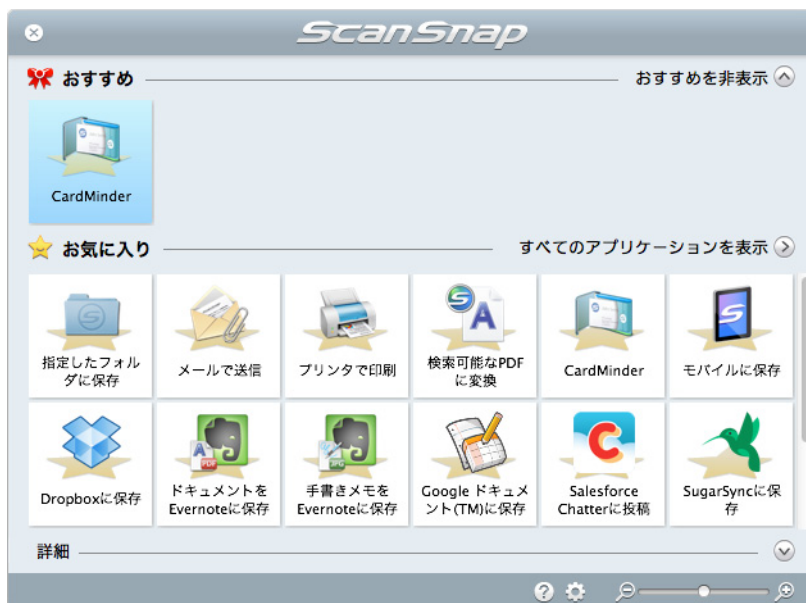 ScanSnap
おすすめ
おすすめを非表示
CardMinder
お気に入り
すべてのアプリケーションを表示
指定したフォル
ダに保存
メールで送信
プリンタで印刷
検索可能なPDF
に変換
CardMinder
モバイルに保存
Dropboxに保存
ドキュメントを
Evernoteに保存
手書きメモを
Evernoteに保存
Google ドキュメ
ント(TM)に保存
Salesforce
Chatterに投稿
SugarSyncに保
存
詳細